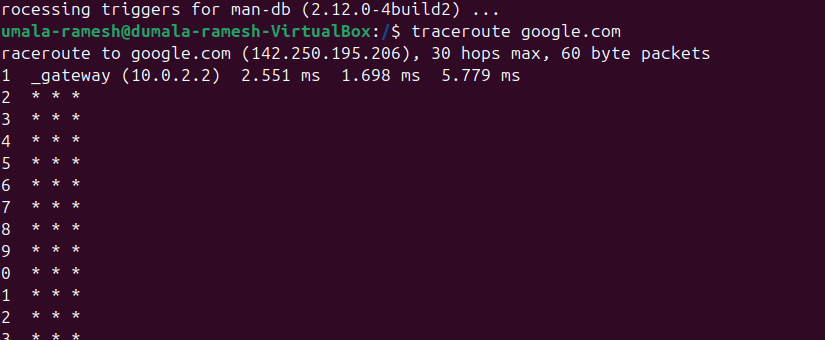 rocessing triggers for man-db (2.12.0-4build2) ...
umala-ramesh@dumala-ramesh-VirtualBox:/$ traceroute google.com
raceroute to google.com (142.250.195.206), 30 hops max, 60 byte packets
1  _gateway (10.0.2.2)  2.551 ms  1.698 ms  5.779 ms
2  * * *
3  * * *
4  * * *
5  * * *
6  * * *
7  * * *
8  * * *
9  * * *
0  * * *
1  * * *
2  * * *
3  * * *